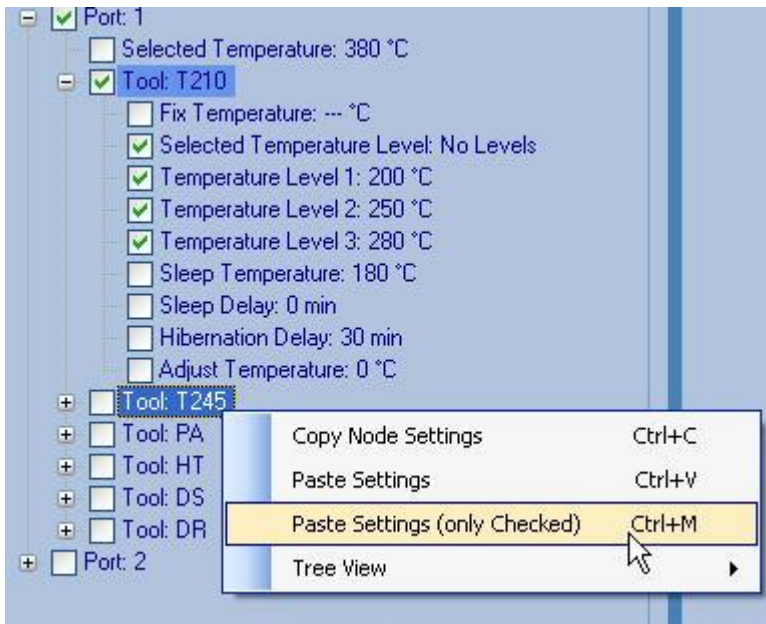 Port: 1
Selected Temperature: 380 °C
Tool: T210
Fix Temperature: --- °C
Selected Temperature Level: No Levels
Temperature Level 1: 200 °C
Temperature Level 2: 250 °C
Temperature Level 3: 280 °C
Sleep Temperature: 180 °C
Sleep Delay: 0 min
Hibernation Delay: 30 min
Adjust Temperature: 0 °C
Tool: T245
Tool: PA
Tool: HT
Tool: DS
Tool: DR
Port: 2
Copy Node Settings Ctrl+C
Paste Settings Ctrl+V
Paste Settings (only Checked) Ctrl+M
Tree View